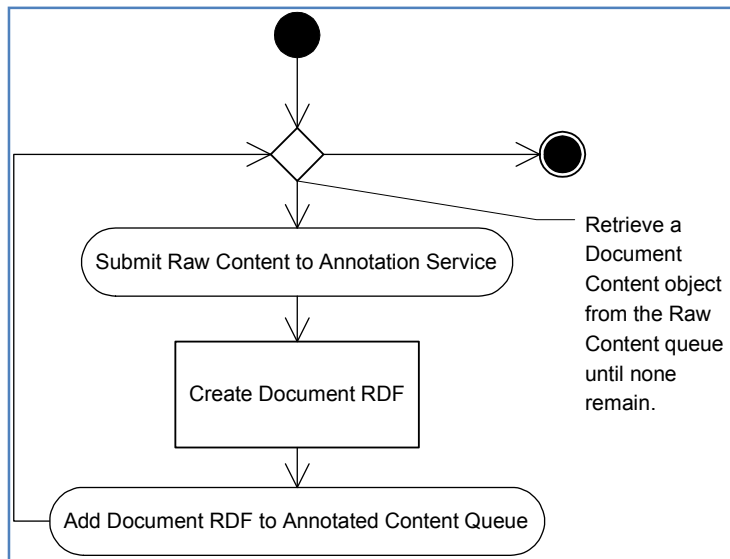 Submit Raw Content to Annotation Service
Retrieve a
Document
Content object
from the Raw
Content queue
until none
remain.
Create Document RDF
Add Document RDF to Annotated Content Queue